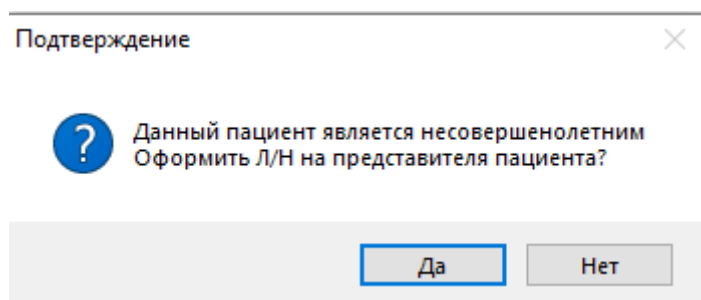 Подтверждение
Данный пациент является несовершенолетним
Оформить Л/Н на представителя пациента?
Да
Нет